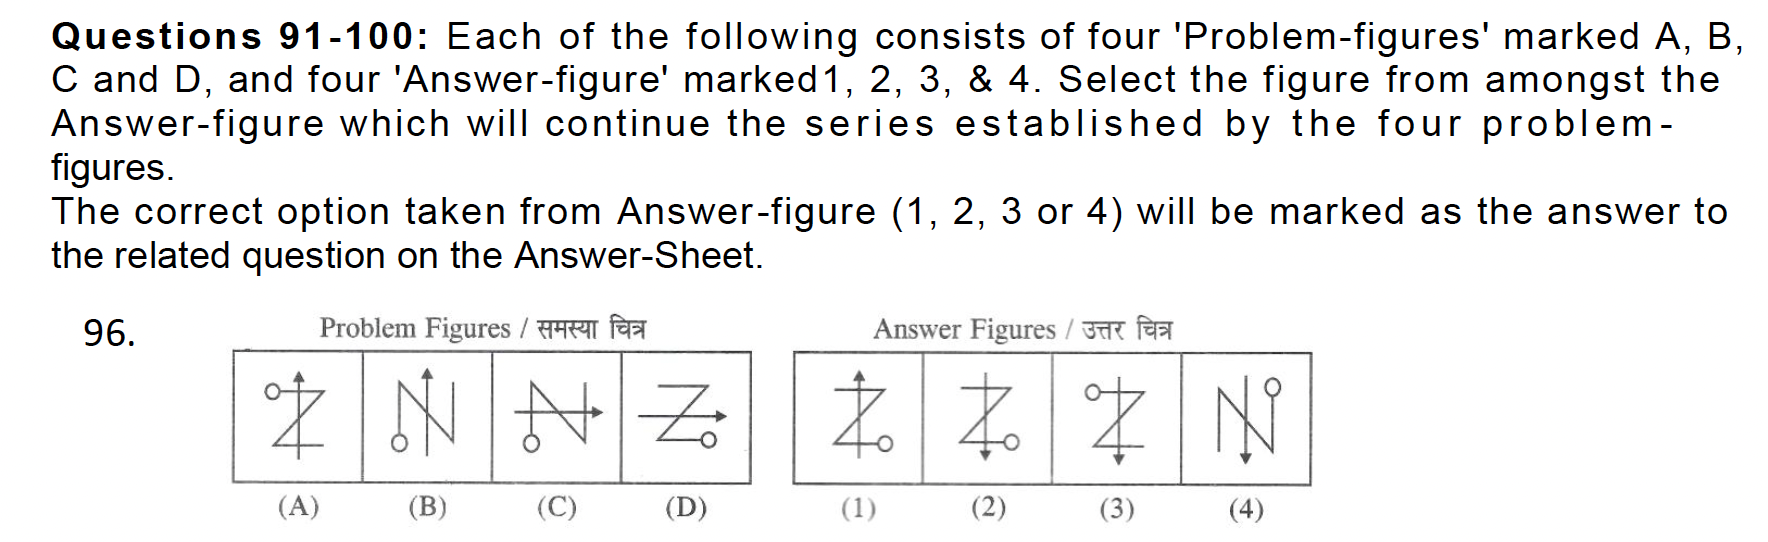 Questions 91-100: Each of the following consists of four 'Problem-figures' marked A, B,
C and D, and four 'Answer-figure' marked1, 2, 3, & 4. Select the figure from amongst the
Answer-figure which will continue the series established by the four problem-
figures.
The correct option taken from Answer-figure (1, 2, 3 or 4) will be marked as the answer to
the related question on the Answer-Sheet.
96.
Problem Figures / समस्या चित्र
Answer Figures / उत्तर चित्र
(A) (B) (C) (D) (1) (2) (3) (4)